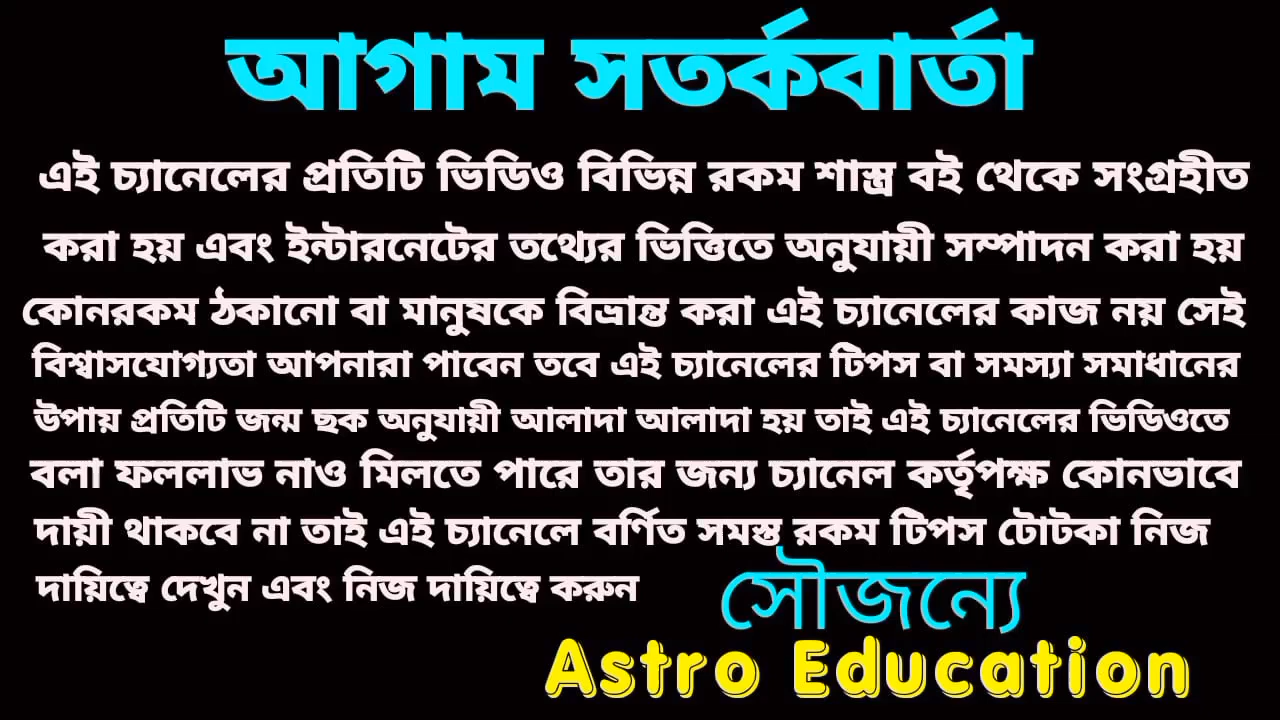 আগাম সতর্কবার্তা
এই চ্যানেলের প্রতিটি ভিডিও বিভিন্ন রকম শাস্ত্র বই থেকে সংগ্রহীত
করা হয় এবং ইন্টারনেটের তথ্যের ভিত্তিতে অনুযায়ী সম্পাদন করা হয়
কোনরকম ঠকানো বা মানুষকে বিভ্রান্ত করা এই চ্যানেলের কাজ নয় সেই
বিশ্বাসযোগ্যতা আপনারা পাবেন তবে এই চ্যানেলের টিপস বা সমস্যা সমাধানের
উপায় প্রতিটি জন্ম ছক অনুযায়ী আলাদা আলাদা হয় তাই এই চ্যানেলের ভিডিওতে
বলা ফললাভ নাও মিলতে পারে তার জন্য চ্যানেল কর্তৃপক্ষ কোনভাবে
দায়ী থাকবে না তাই এই চ্যানেলে বর্ণিত সমস্ত রকম টিপস টোটকা নিজ
দায়িত্বে দেখুন এবং নিজ দায়িত্বে করুন
সৌজন্যে
Astro Education